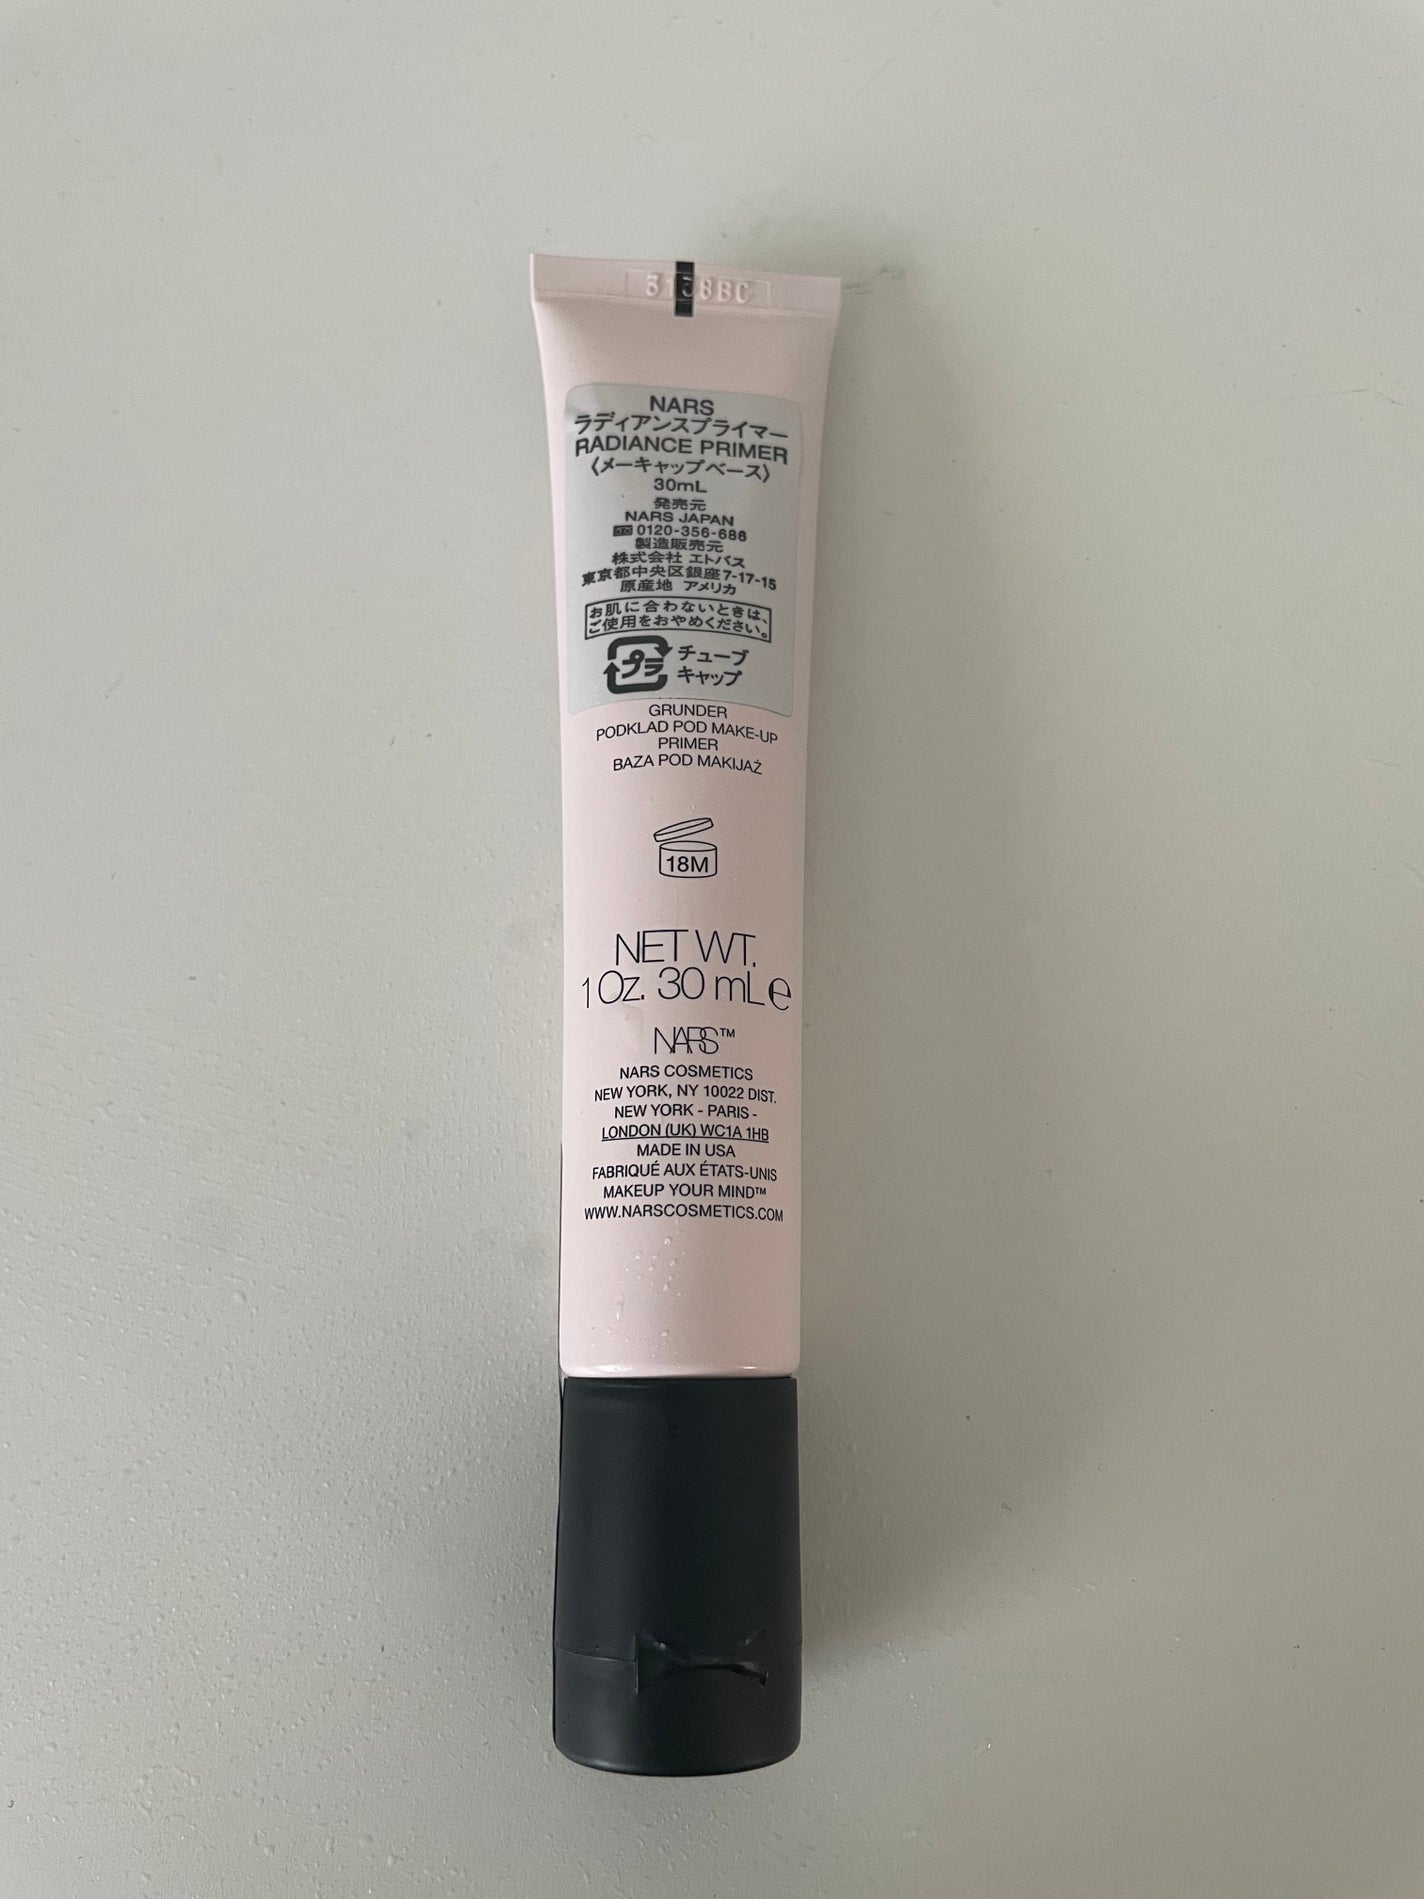 NARS
ラディアンスプライマー
RADIANCE PRIMER
〈メーキャップベース〉
30mL
発売元
NARS JAPAN
0120-356-686
製造販売元
株式会社 エトバス
東京都中央区銀座7-17-15
原産地 アメリカ
お肌に合わないときは、
ご使用をおやめください。
プラ
チューブ
キャップ
GRUNDER
PODKLAD POD MAKE-UP
PRIMER
BAZA POD MAKIJAŻ
18M
NET WT.
1 Oz. 30 mL e
NARS™
NARS COSMETICS
NEW YORK, NY 10022 DIST.
NEW YORK - PARIS -
LONDON (UK) WC1A 1HB
MADE IN USA
FABRIQUÉ AUX ÉTATS-UNIS
MAKEUP YOUR MIND™
WWW.NARSCOSMETICS.COM